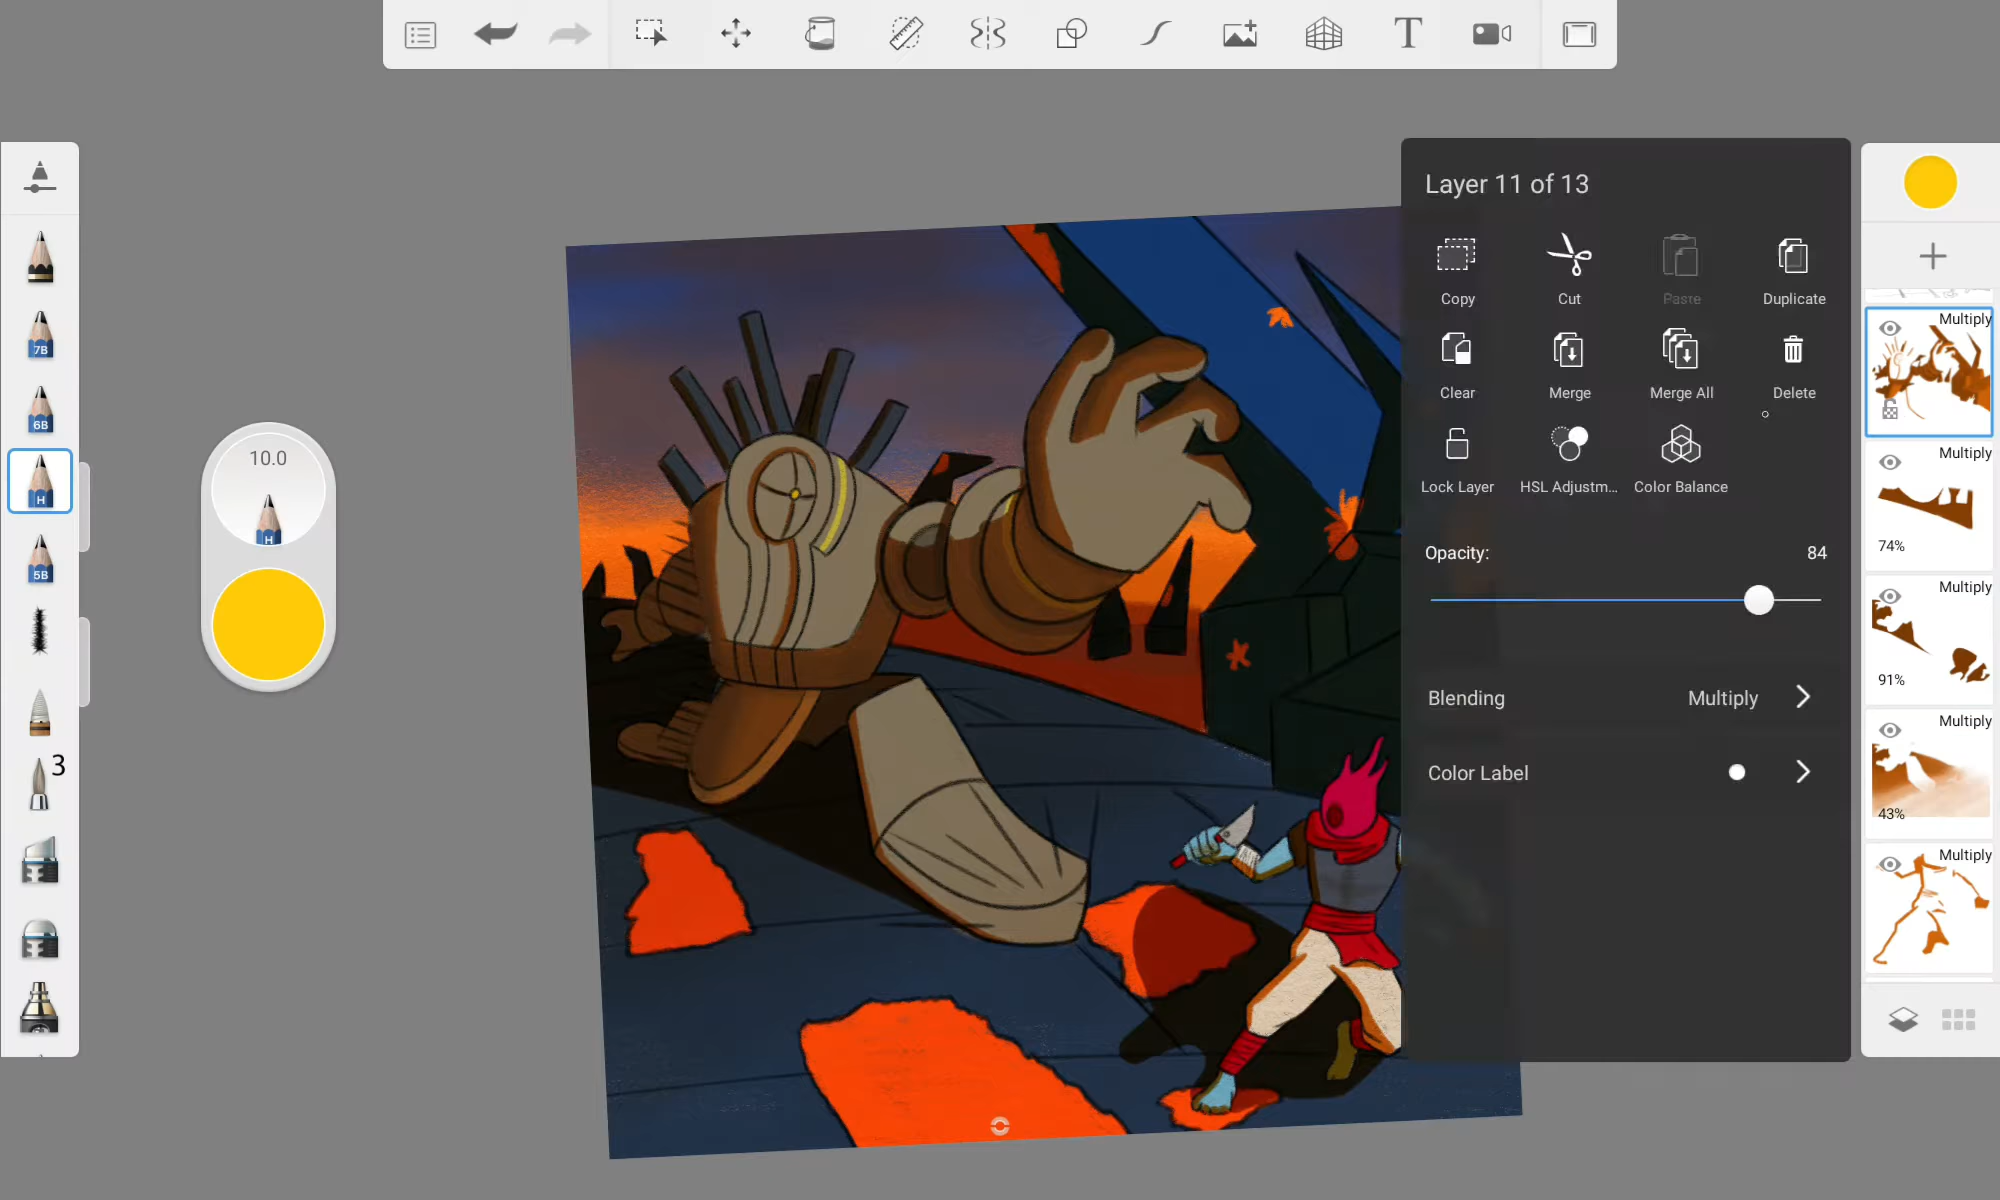 T
Layer 11 of 13
Copy
Cut
Paste
Duplicate
Clear
Merge
Merge All
Delete
Lock Layer
HSL Adjustm...
Color Balance
Opacity:
84
Blending
Multiply
Color Label
7B
6B
H
5B
3
10.0
H
Multiply
Multiply
74%
Multiply
91%
Multiply
43%
Multiply